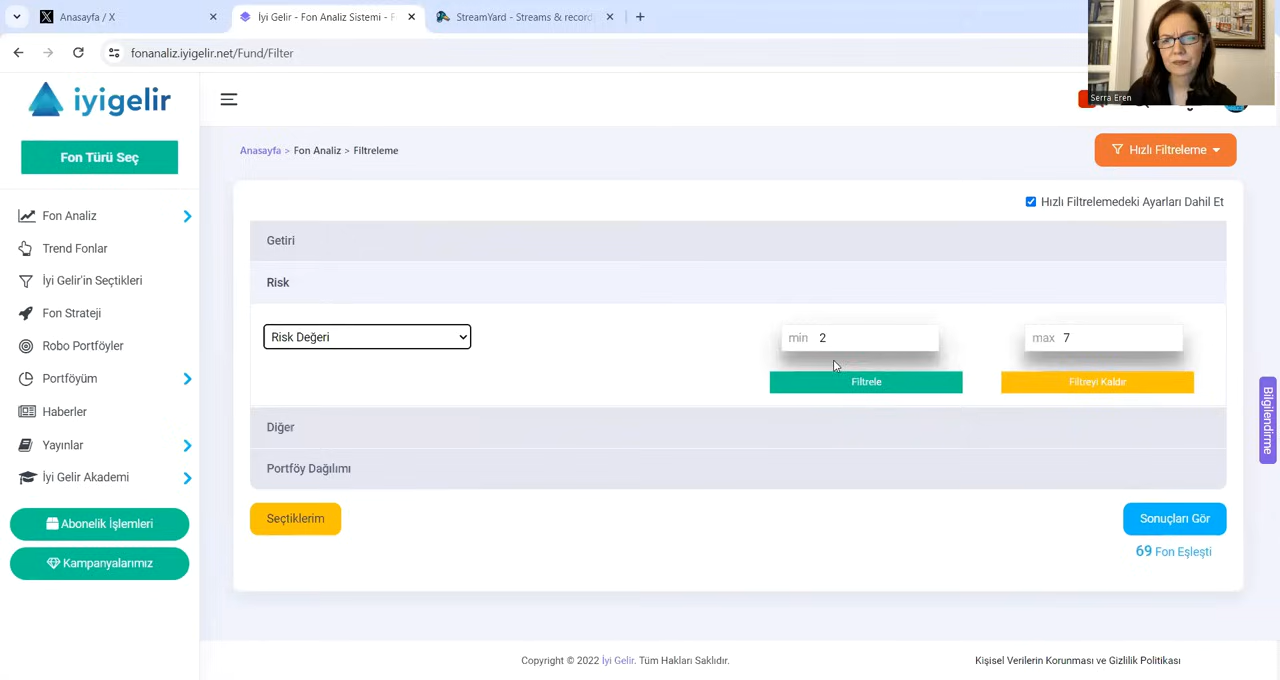 Anasayfa / X
İyi Gelir - Fon Analiz Sistemi - F
StreamYard - Streams & record
fonanaliz.iyigelir.net/Fund/Filter
Serra Eren
iyigelir
Fon Türü Seç
Anasayfa > Fon Analiz > Filtreleme
Hızlı Filtreleme
Hızlı Filtrelemedeki Ayarları Dahil Et
Fon Analiz
Trend Fonlar
İyi Gelir'in Seçtikleri
Fon Strateji
Robo Portföyler
Portföyüm
Haberler
Yayınlar
İyi Gelir Akademi
Abonelik İşlemleri
Kampanyalarımız
Getiri
Risk
Risk Değeri
min 2
max 7
Filtrele
Filtreyi Kaldır
Diğer
Portföy Dağılımı
Seçtiklerim
Sonuçları Gör
69 Fon Eşleşti
Bilgilendirme
Copyright © 2022 İyi Gelir. Tüm Hakları Saklıdır.
Kişisel Verilerin Korunması ve Gizlilik Politikası